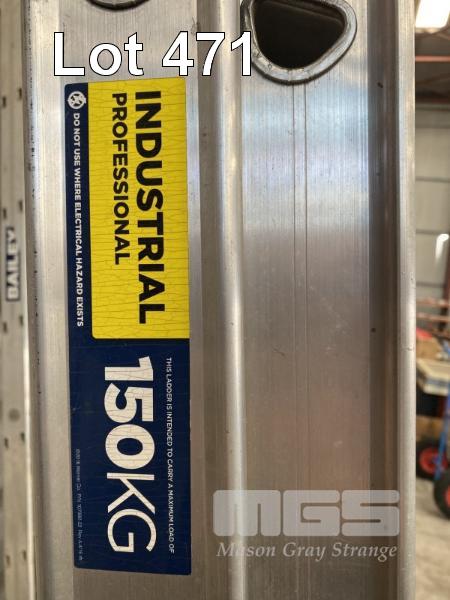 Lot 471
INDUSTRIAL
PROFESSIONAL
DO NOT USE WHERE ELECTRICAL HAZARD EXISTS
THIS LADDER IS INTENDED TO CARRY A MAXIMUM LOAD OF
150KG
BAILEY
MGS
Mason Gray Strange